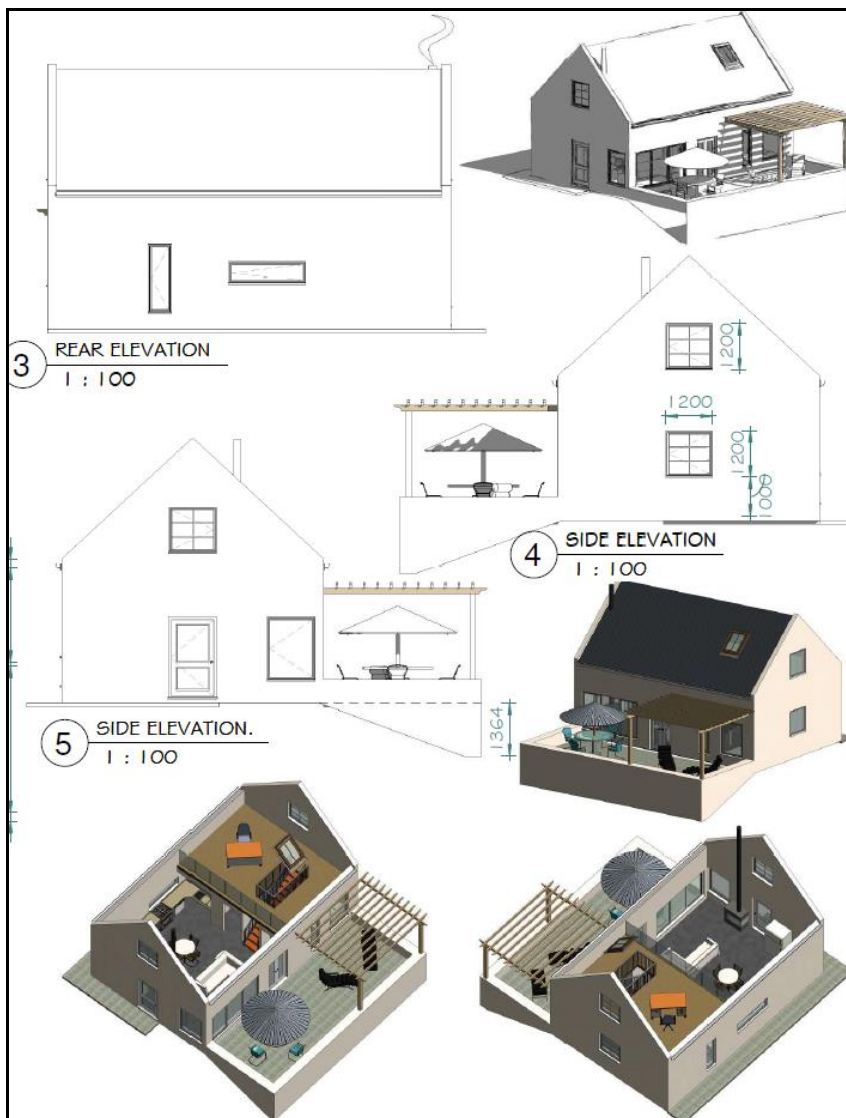 3
REAR ELEVATION
1 : 100
1200
1200
1200
1000
4
SIDE ELEVATION
1 : 100
5
SIDE ELEVATION.
1 : 100
1364